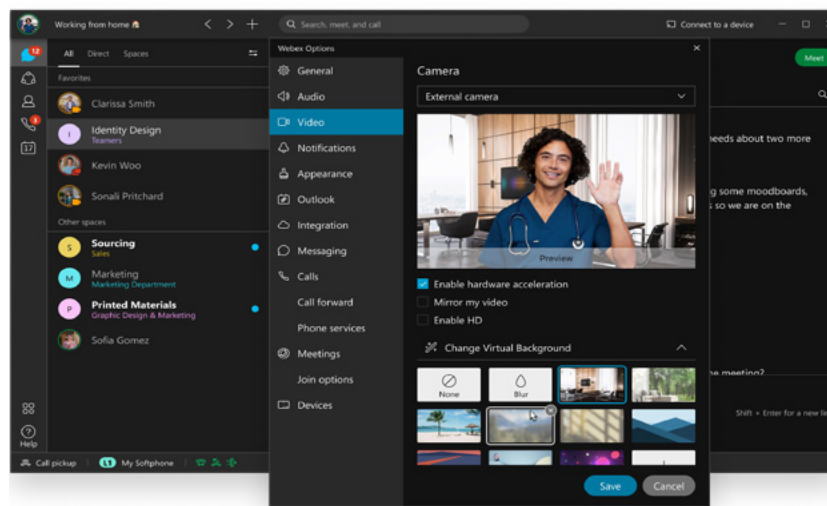 Working from home
Search, meet, and call
Connect to a device
12
All
Direct
Spaces
Favorites
Clarissa Smith
I
Identity Design
Teamers
3
17
Kevin Woo
Sonali Pritchard
Other spaces
S
Sourcing
Sales
M
Marketing
Marketing Department
P
Printed Materials
Graphic Design & Marketing
Sofia Gomez
Help
Call pickup
L1
My Softphone
Webex Options
General
Audio
Video
Notifications
Appearance
Outlook
Integration
Messaging
Calls
Call forward
Phone services
Meetings
Join options
Devices
Camera
External camera
Preview
Enable hardware acceleration
Mirror my video
Enable HD
Change Virtual Background
None
Blur
Save
Cancel
Meet
needs about two more
g some moodboards,
so we are on the
e meeting?
Shift + Enter for a new li